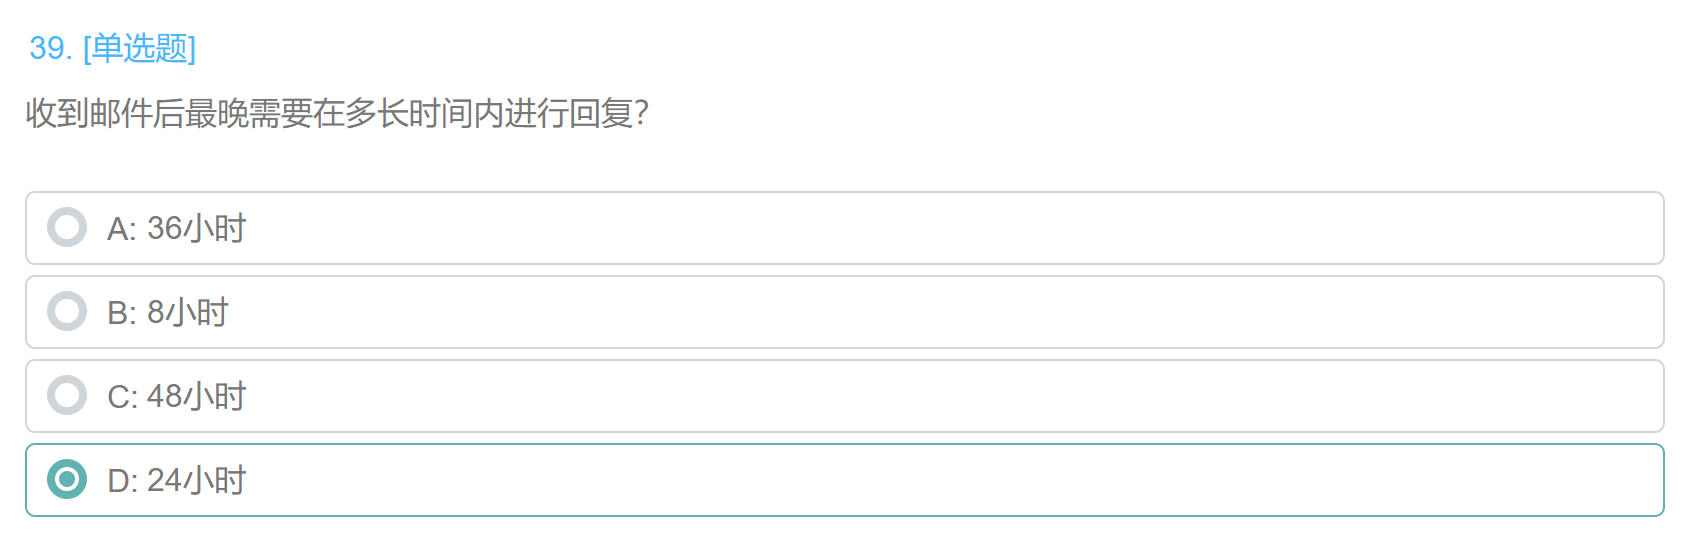 39. [单选题]
收到邮件后最晚需要在多长时间内进行回复?
A: 36小时
B: 8小时
C: 48小时
D: 24小时